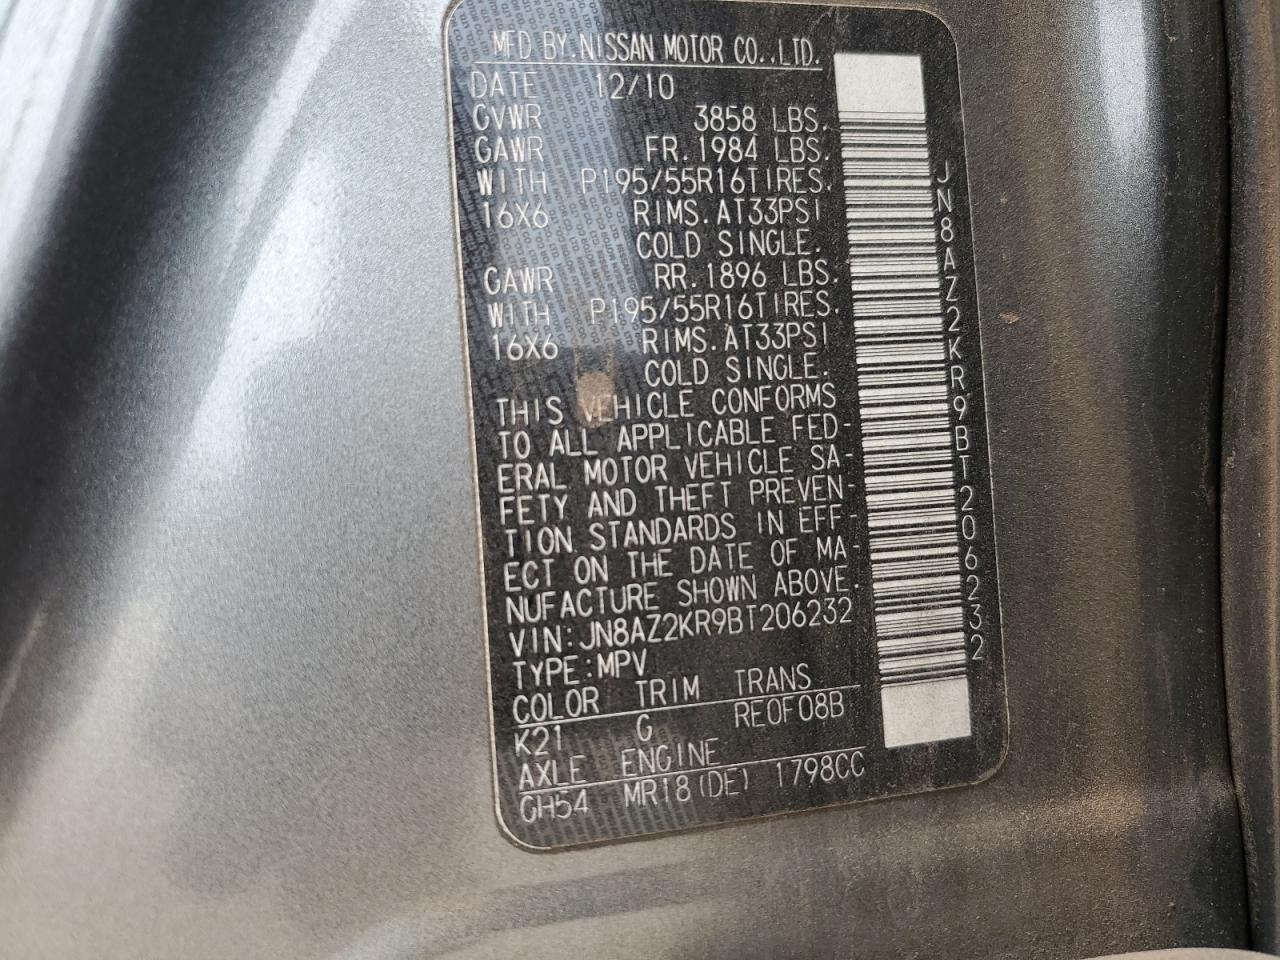 MFD BY.NISSAN MOTOR CO.,LTD.
DATE 12/10
GVWR 3858 LBS.
GAWR FR.1984 LBS.
WITH P195/55R16TIRES.
16X6 RIMS.AT33PSI
COLD SINGLE.
GAWR RR.1896 LBS.
WITH P195/55R16TIRES.
16X6 RIMS.AT33PSI
COLD SINGLE.
THIS VEHICLE CONFORMS
TO ALL APPLICABLE FED-
ERAL MOTOR VEHICLE SA-
FETY AND THEFT PREVEN-
TION STANDARDS IN EFF-
ECT ON THE DATE OF MA-
NUFACTURE SHOWN ABOVE.
VIN:JN8AZ2KR9BT206232
TYPE:MPV
COLOR TRIM TRANS
K21 G RE0F08B
AXLE ENGINE
GH54 MR18(DE) 1798CC
JN8AZ2KR9BT206232